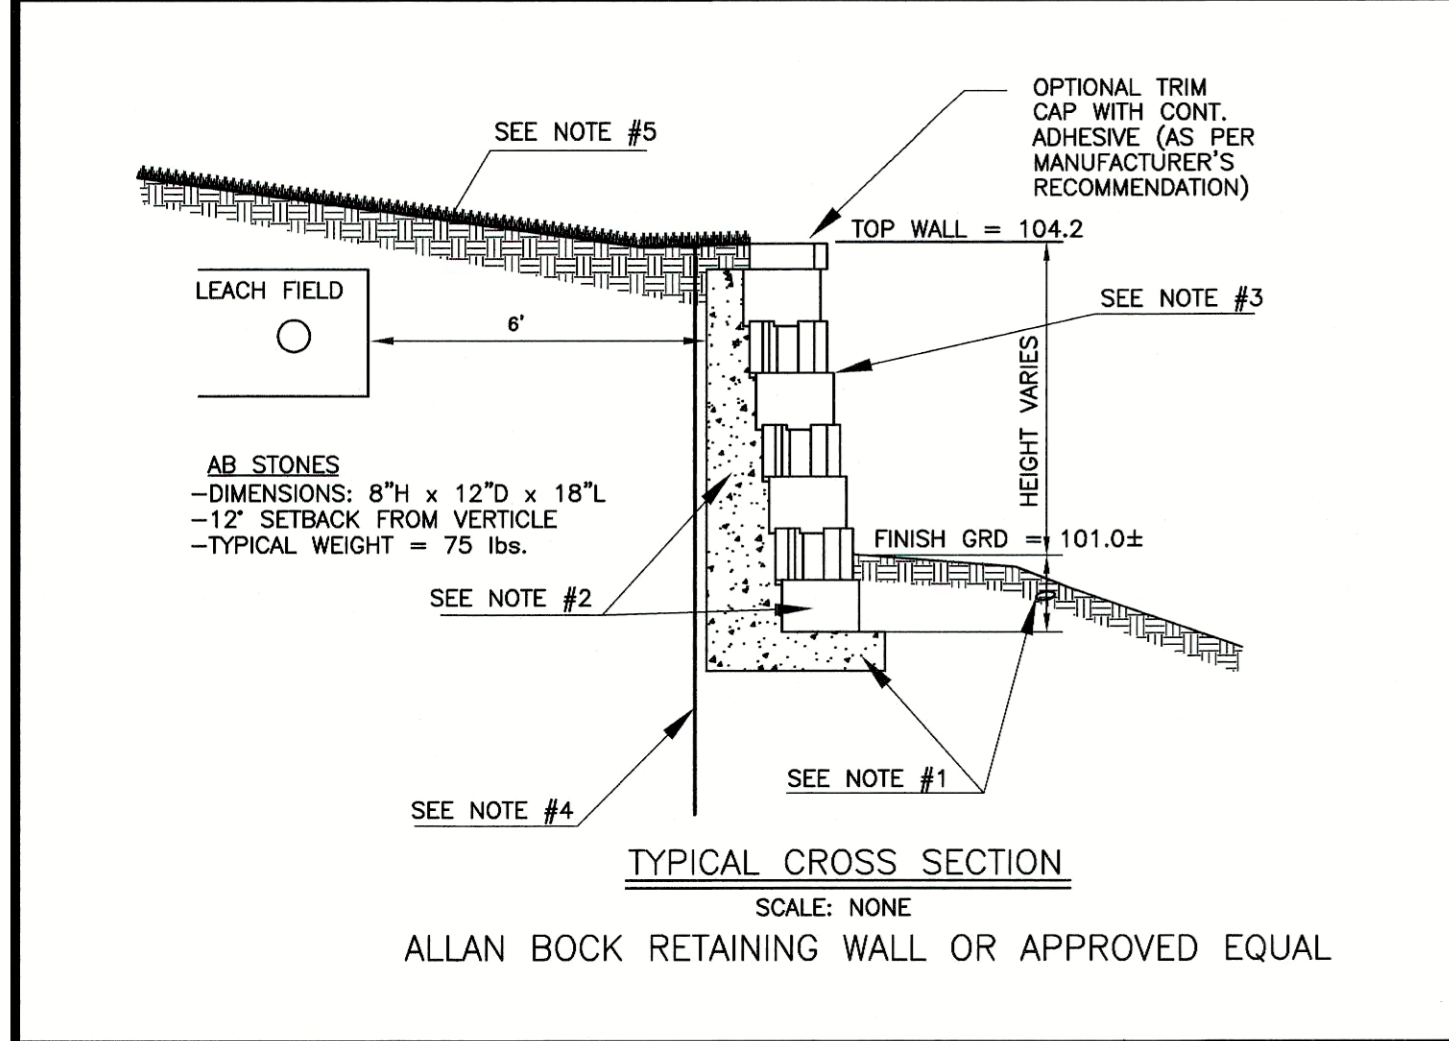 OPTIONAL TRIM
CAP WITH CONT.
ADHESIVE (AS PER
MANUFACTURER'S
RECOMMENDATION)
SEE NOTE #5
TOP WALL = 104.2
LEACH FIELD
6'
SEE NOTE #3
HEIGHT VARIES
AB STONES
-DIMENSIONS: 8"H x 12"D x 18"L
-12° SETBACK FROM VERTICLE
-TYPICAL WEIGHT = 75 lbs.
FINISH GRD = 101.0±
SEE NOTE #2
SEE NOTE #1
SEE NOTE #4
TYPICAL CROSS SECTION
SCALE: NONE
ALLAN BOCK RETAINING WALL OR APPROVED EQUAL